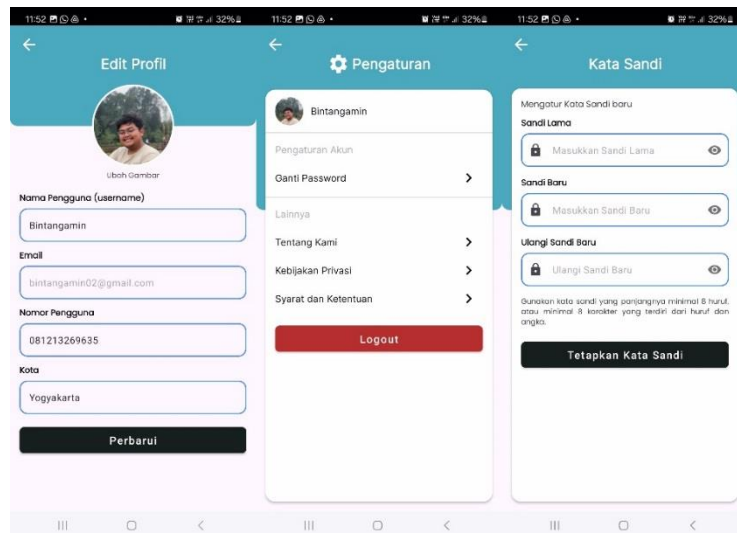 11:52
32%
Edit Profil
Ubah Gambar
Nama Pengguna (username)
Bintangamin
Email
bintangamin02@gmail.com
Nomor Pengguna
081213269635
Kota
Yogyakarta
Perbarui
11:52
32%
Pengaturan
Bintangamin
Pengaturan Akun
Ganti Password
Lainnya
Tentang Kami
Kebijakan Privasi
Syarat dan Ketentuan
Logout
11:52
32%
Kata Sandi
Mengatur Kata Sandi baru
Sandi Lama
Masukkan Sandi Lama
Sandi Baru
Masukkan Sandi Baru
Ulangi Sandi Baru
Ulangi Sandi Baru
Gunakan kata sandi yang panjangnya minimal 8 huruf,
atau minimal 8 karakter yang terdiri dari huruf dan
angka.
Tetapkan Kata Sandi